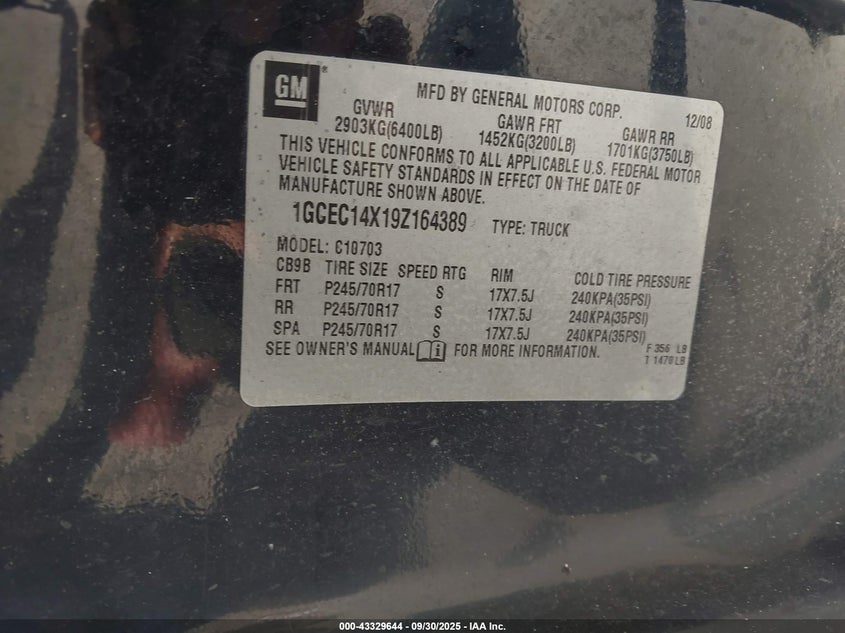 GM
®
MFD BY GENERAL MOTORS CORP. 12/08
GVWR GAWR FRT GAWR RR
2903KG(6400LB) 1452KG(3200LB) 1701KG(3750LB)
THIS VEHICLE CONFORMS TO ALL APPLICABLE U.S. FEDERAL MOTOR
VEHICLE SAFETY STANDARDS IN EFFECT ON THE DATE OF
MANUFACTURE SHOWN ABOVE.
1GCEC14X19Z164389 TYPE: TRUCK
MODEL: C10703
CB9B TIRE SIZE SPEED RTG RIM COLD TIRE PRESSURE
FRT P245/70R17 S 17X7.5J 240KPA(35PSI)
RR P245/70R17 S 17X7.5J 240KPA(35PSI)
SPA P245/70R17 S 17X7.5J 240KPA(35PSI)
SEE OWNER'S MANUAL i FOR MORE INFORMATION.
F 356 LB
T 1470LB
000-43329644 - 09/30/2025 - IAA Inc.